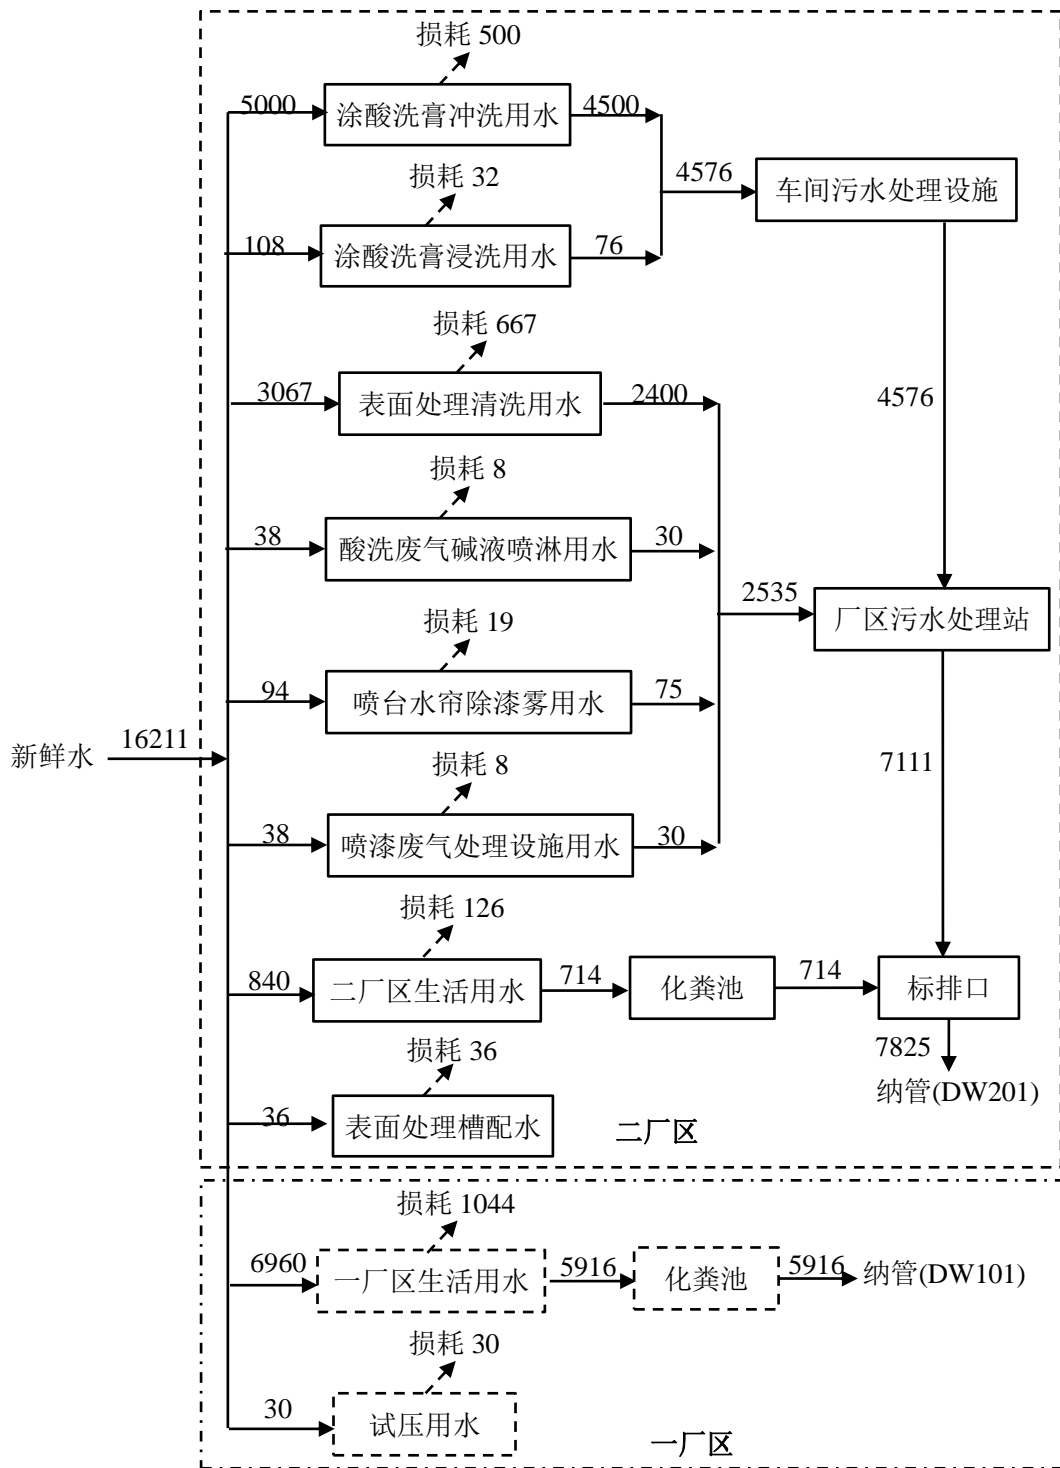 损耗 500
5000
涂酸洗膏冲洗用水
4500
损耗 32
4576
车间污水处理设施
108
涂酸洗膏浸洗用水
76
损耗 667
3067
表面处理清洗用水
2400
4576
损耗 8
38
酸洗废气碱液喷淋用水
30
2535
厂区污水处理站
损耗 19
94
喷台水帘除漆雾用水
75
新鲜水
16211
7111
损耗 8
38
喷漆废气处理设施用水
30
损耗 126
840
二厂区生活用水
714
化粪池
714
标排口
损耗 36
7825
纳管(DW201)
36
表面处理槽配水
二厂区
损耗 1044
6960
一厂区生活用水
5916
化粪池
5916
纳管(DW101)
损耗 30
30
试压用水
一厂区